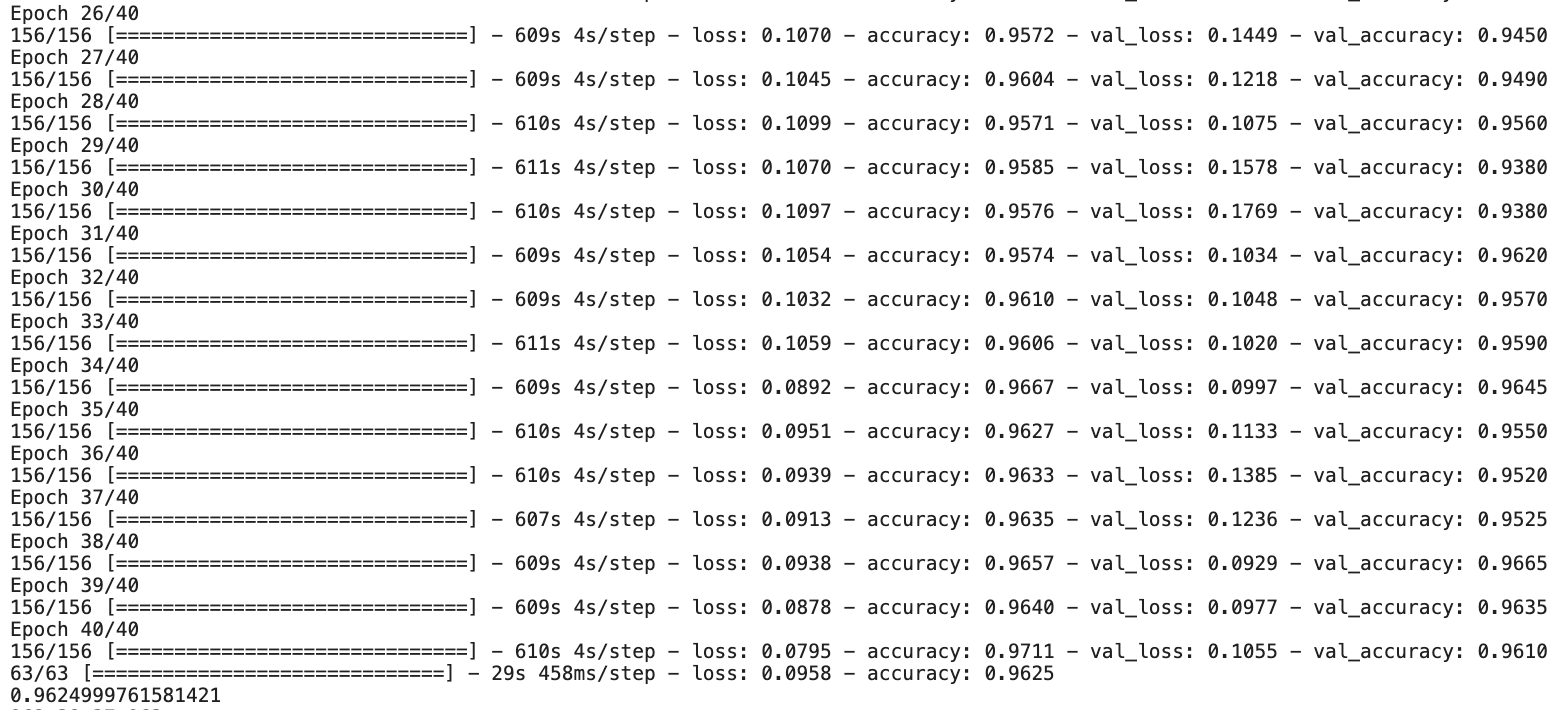 Epoch 26/40
156/156 [==============================] - 609s 4s/step - loss: 0.1070 - accuracy: 0.9572 - val_loss: 0.1449 - val_accuracy: 0.9450
Epoch 27/40
156/156 [==============================] - 609s 4s/step - loss: 0.1045 - accuracy: 0.9604 - val_loss: 0.1218 - val_accuracy: 0.9490
Epoch 28/40
156/156 [==============================] - 610s 4s/step - loss: 0.1099 - accuracy: 0.9571 - val_loss: 0.1075 - val_accuracy: 0.9560
Epoch 29/40
156/156 [==============================] - 611s 4s/step - loss: 0.1070 - accuracy: 0.9585 - val_loss: 0.1578 - val_accuracy: 0.9380
Epoch 30/40
156/156 [==============================] - 610s 4s/step - loss: 0.1097 - accuracy: 0.9576 - val_loss: 0.1769 - val_accuracy: 0.9380
Epoch 31/40
156/156 [==============================] - 609s 4s/step - loss: 0.1054 - accuracy: 0.9574 - val_loss: 0.1034 - val_accuracy: 0.9620
Epoch 32/40
156/156 [==============================] - 609s 4s/step - loss: 0.1032 - accuracy: 0.9610 - val_loss: 0.1048 - val_accuracy: 0.9570
Epoch 33/40
156/156 [==============================] - 611s 4s/step - loss: 0.1059 - accuracy: 0.9606 - val_loss: 0.1020 - val_accuracy: 0.9590
Epoch 34/40
156/156 [==============================] - 609s 4s/step - loss: 0.0892 - accuracy: 0.9667 - val_loss: 0.0997 - val_accuracy: 0.9645
Epoch 35/40
156/156 [==============================] - 610s 4s/step - loss: 0.0951 - accuracy: 0.9627 - val_loss: 0.1133 - val_accuracy: 0.9550
Epoch 36/40
156/156 [==============================] - 610s 4s/step - loss: 0.0939 - accuracy: 0.9633 - val_loss: 0.1385 - val_accuracy: 0.9520
Epoch 37/40
156/156 [==============================] - 607s 4s/step - loss: 0.0913 - accuracy: 0.9635 - val_loss: 0.1236 - val_accuracy: 0.9525
Epoch 38/40
156/156 [==============================] - 609s 4s/step - loss: 0.0938 - accuracy: 0.9657 - val_loss: 0.0929 - val_accuracy: 0.9665
Epoch 39/40
156/156 [==============================] - 609s 4s/step - loss: 0.0878 - accuracy: 0.9640 - val_loss: 0.0977 - val_accuracy: 0.9635
Epoch 40/40
156/156 [==============================] - 610s 4s/step - loss: 0.0795 - accuracy: 0.9711 - val_loss: 0.1055 - val_accuracy: 0.9610
63/63 [==============================] - 29s 458ms/step - loss: 0.0958 - accuracy: 0.9625
0.9624999761581421